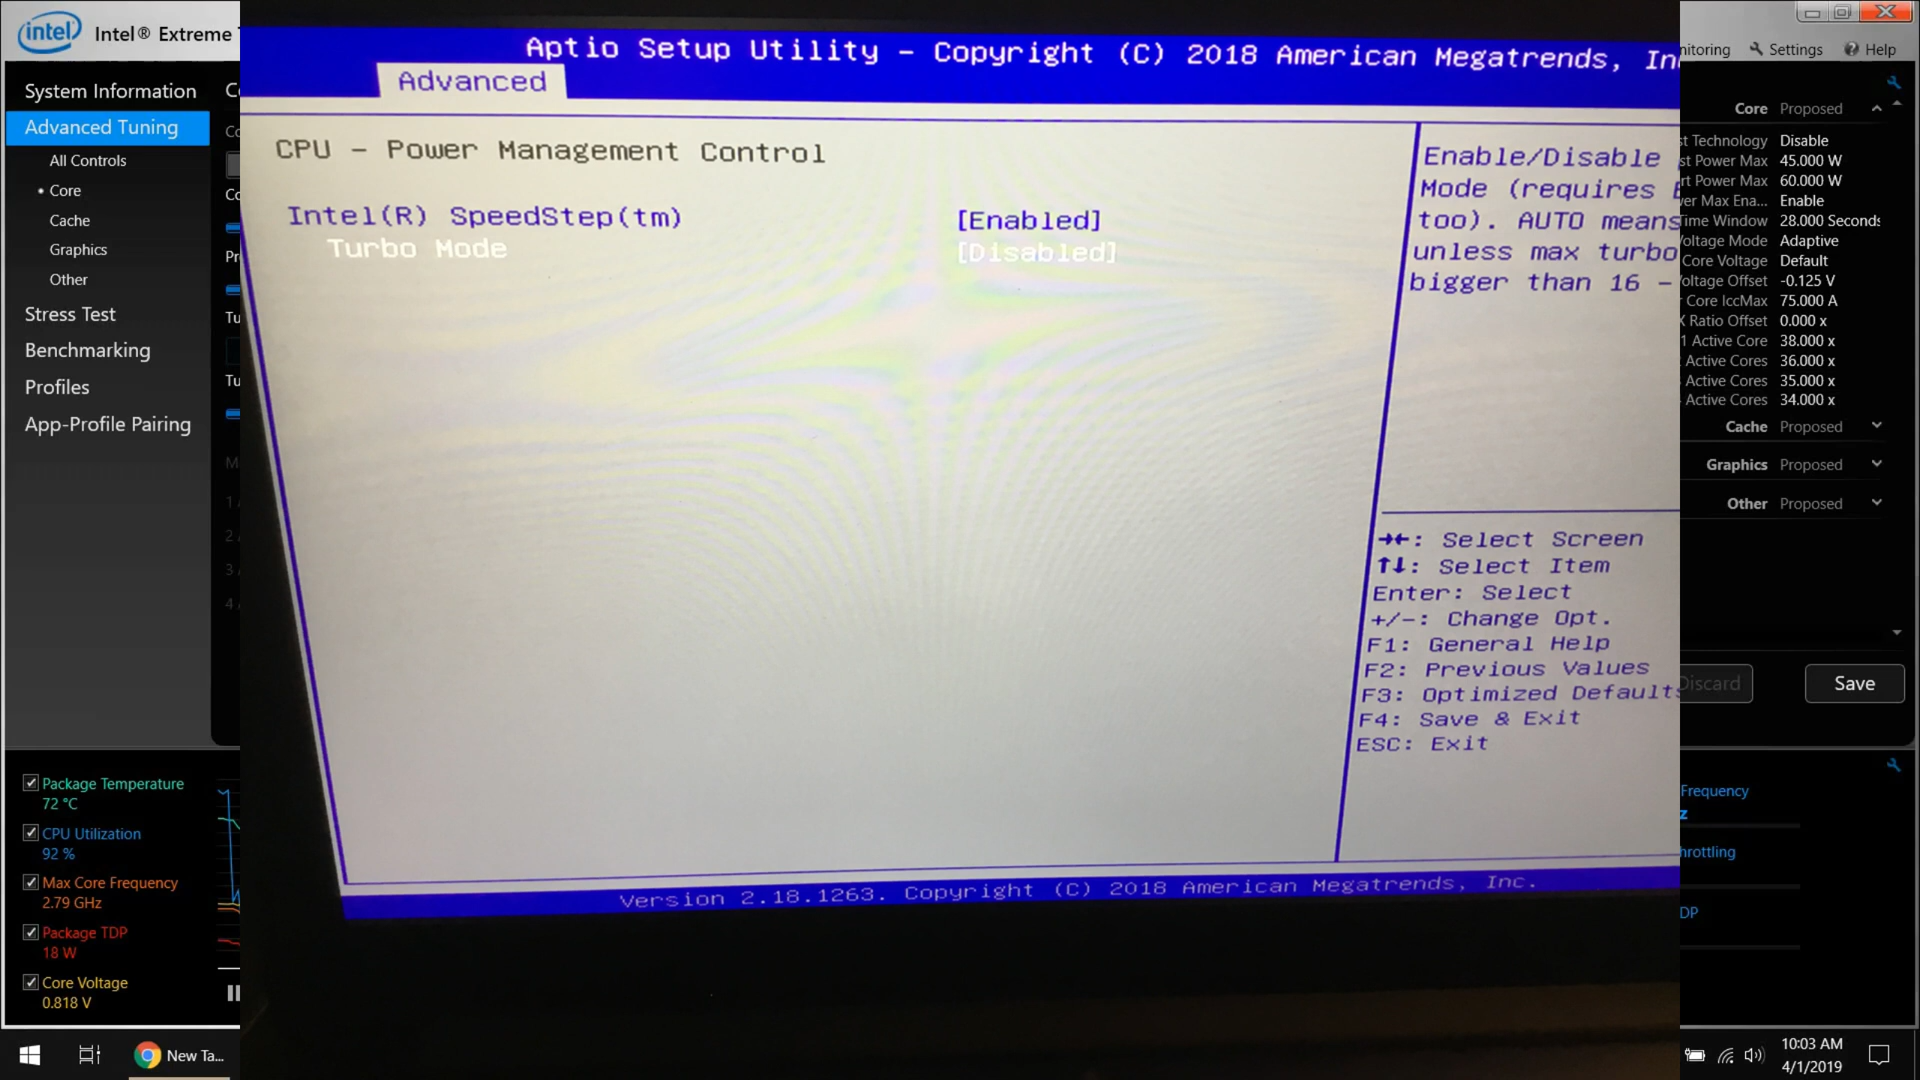 intel
Intel® Extreme
System Information
Advanced Tuning
All Controls
Core
Cache
Graphics
Other
Stress Test
Benchmarking
Profiles
App-Profile Pairing
Package Temperature
72 °C
CPU Utilization
92 %
Max Core Frequency
2.79 GHz
Package TDP
18 W
Core Voltage
0.818 V
New Ta...
Aptio Setup Utility – Copyright (C) 2018 American Megatrends,
Advanced
CPU – Power Management Control
Intel(R) SpeedStep(tm) [Enabled]
Turbo Mode [Disabled]
Enable/Disable
Mode (requires
too). AUTO means
unless max turbo
bigger than 16 –
→←: Select Screen
↑↓: Select Item
Enter: Select
+/-: Change Opt.
F1: General Help
F2: Previous Values
F3: Optimized Defaults
F4: Save & Exit
ESC: Exit
Version 2.18.1263. Copyright (C) 2018 American Megatrends, Inc.
Settings Help
Core Proposed
Technology Disable
Power Max 45.000 W
Power Max 60.000 W
Max Ena... Enable
Time Window 28.000 Seconds
Voltage Mode Adaptive
Core Voltage Default
Voltage Offset -0.125 V
Core IccMax 75.000 A
Ratio Offset 0.000 x
1 Active Core 38.000 x
Active Cores 36.000 x
Active Cores 35.000 x
Active Cores 34.000 x
Cache Proposed
Graphics Proposed
Other Proposed
Discard Save
Frequency
DP
10:03 AM
4/1/2019